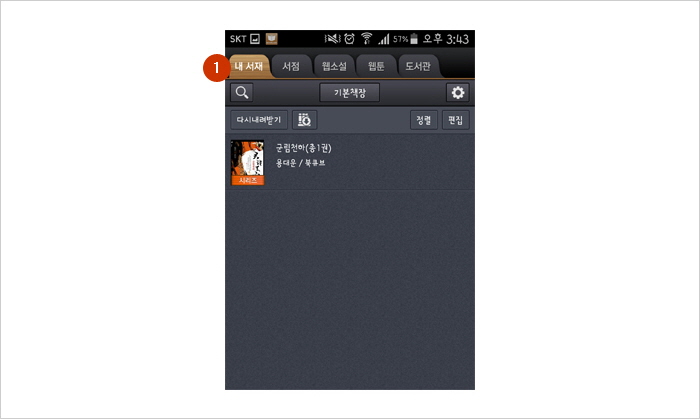 SKT 57% 오후 3:43
1 내 서재 서점 웹소설 웹툰 도서관
기본책장
다시내려받기 정렬 편집
군림천하(총1권)
용대운 / 북큐브
시리즈